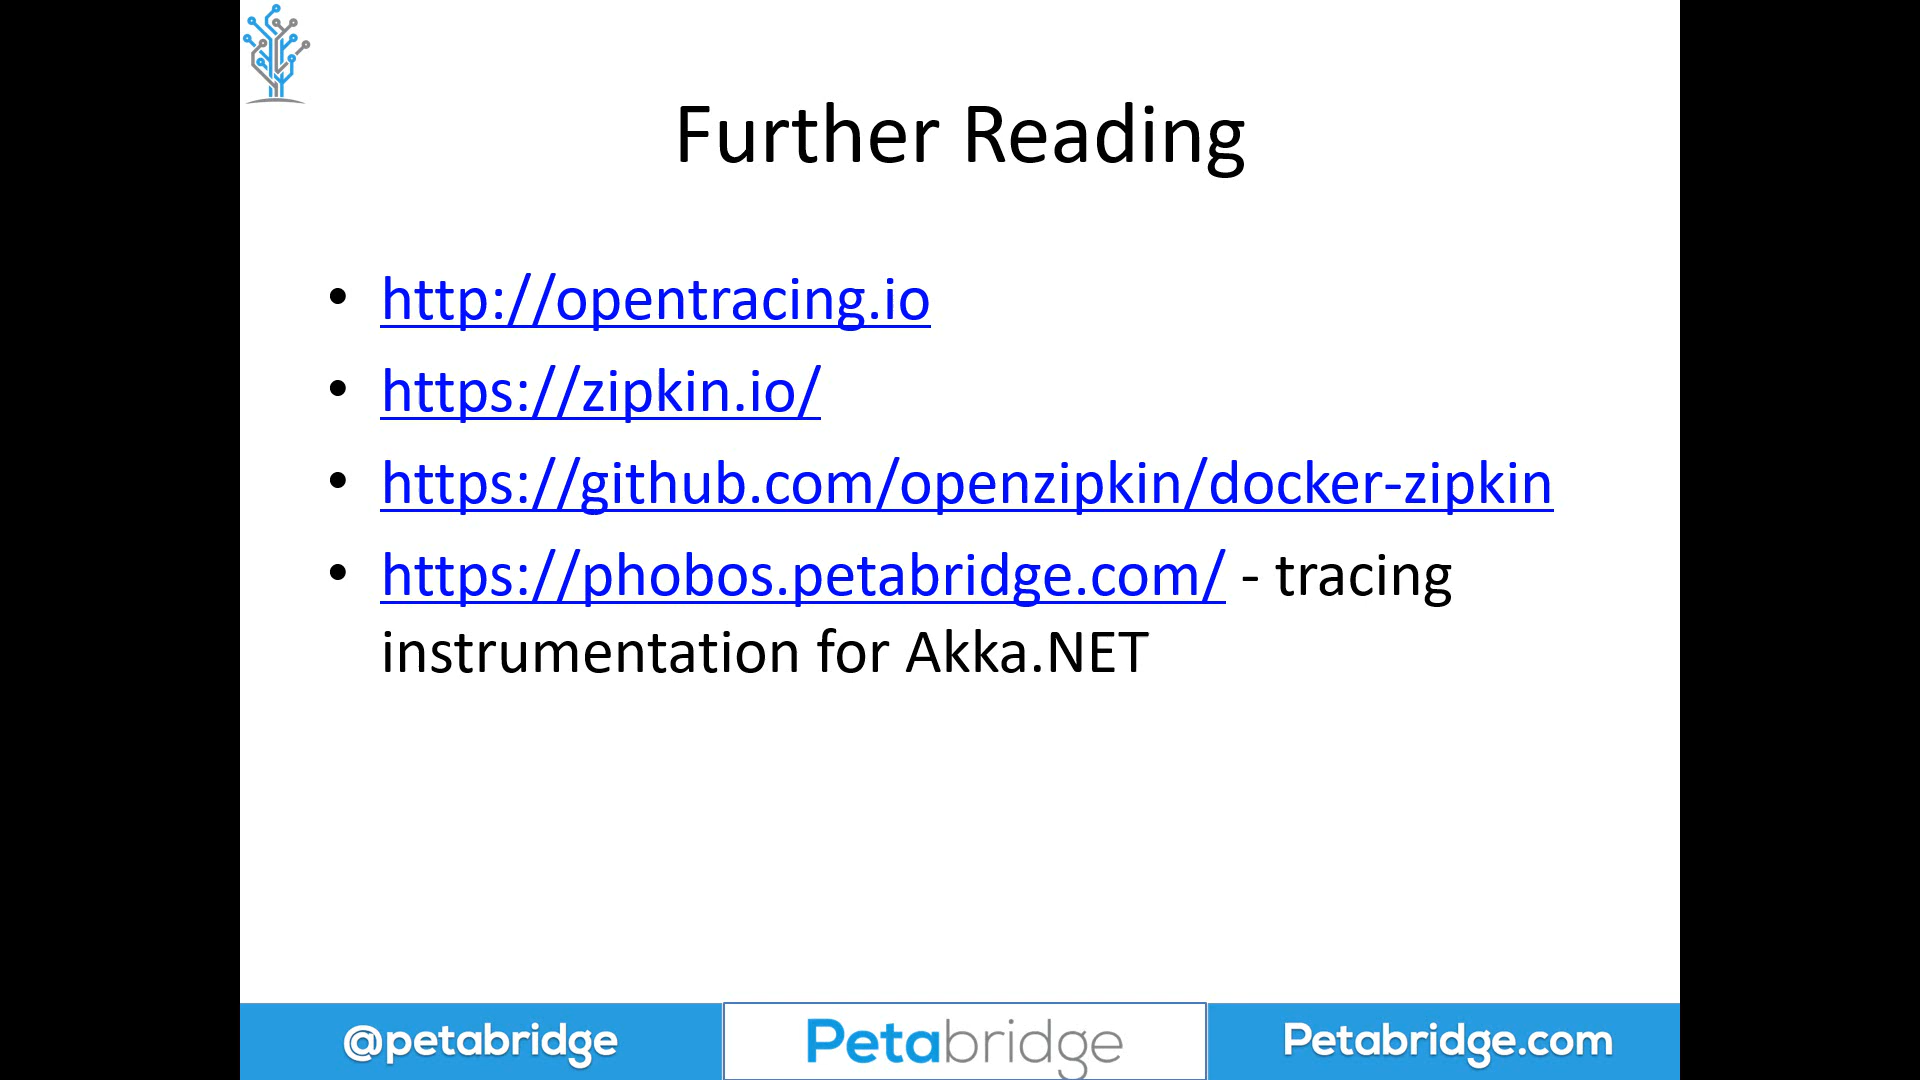 Further Reading
• http://opentracing.io
• https://zipkin.io/
• https://github.com/openzipkin/docker-zipkin
• https://phobos.petabridge.com/ - tracing
instrumentation for Akka.NET
@petabridge
Petabridge
Petabridge.com